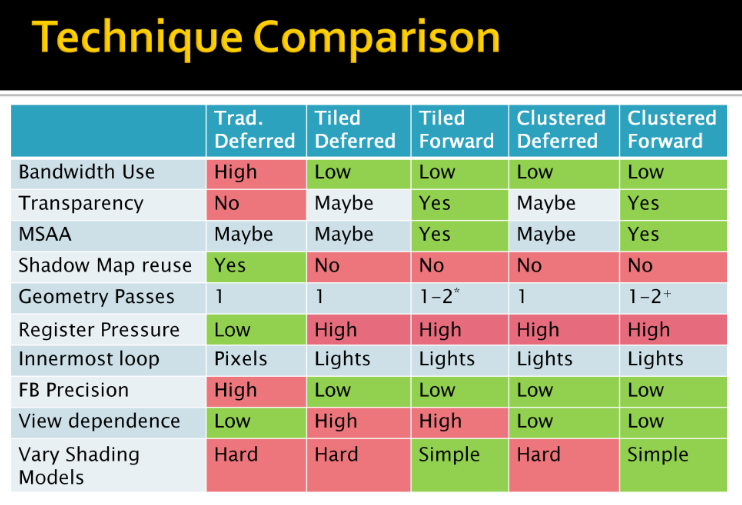 Technique Comparison
Trad. Deferred Tiled Deferred Tiled Forward Clustered Deferred Clustered Forward
Bandwidth Use High Low Low Low Low
Transparency No Maybe Yes Maybe Yes
MSAA Maybe Maybe Yes Maybe Yes
Shadow Map reuse Yes No No No No
Geometry Passes 1 1 1-2* 1 1-2+
Register Pressure Low High High High High
Innermost loop Pixels Lights Lights Lights Lights
FB Precision High Low Low Low Low
View dependence Low High High Low Low
Vary Shading Models Hard Hard Simple Hard Simple